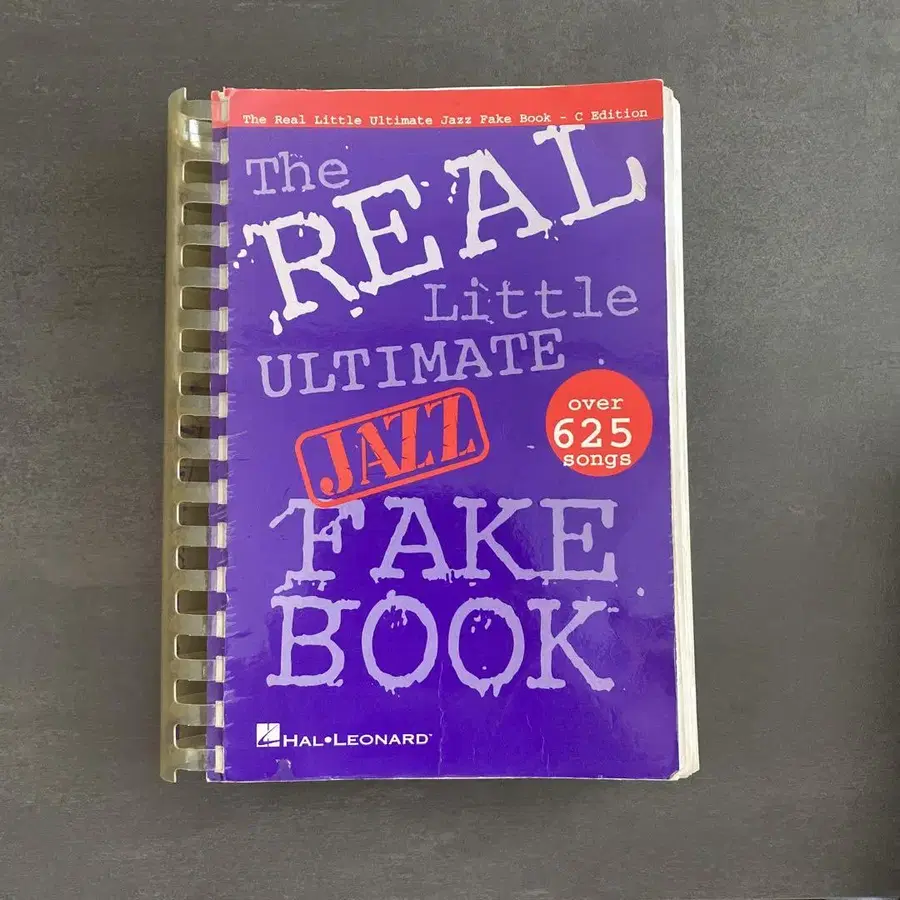 The Real Little Ultimate Jazz Fake Book - C Edition
The
REAL
Little
ULTIMATE
JAZZ
over
625
songs
FAKE
BOOK
HAL•LEONARD™